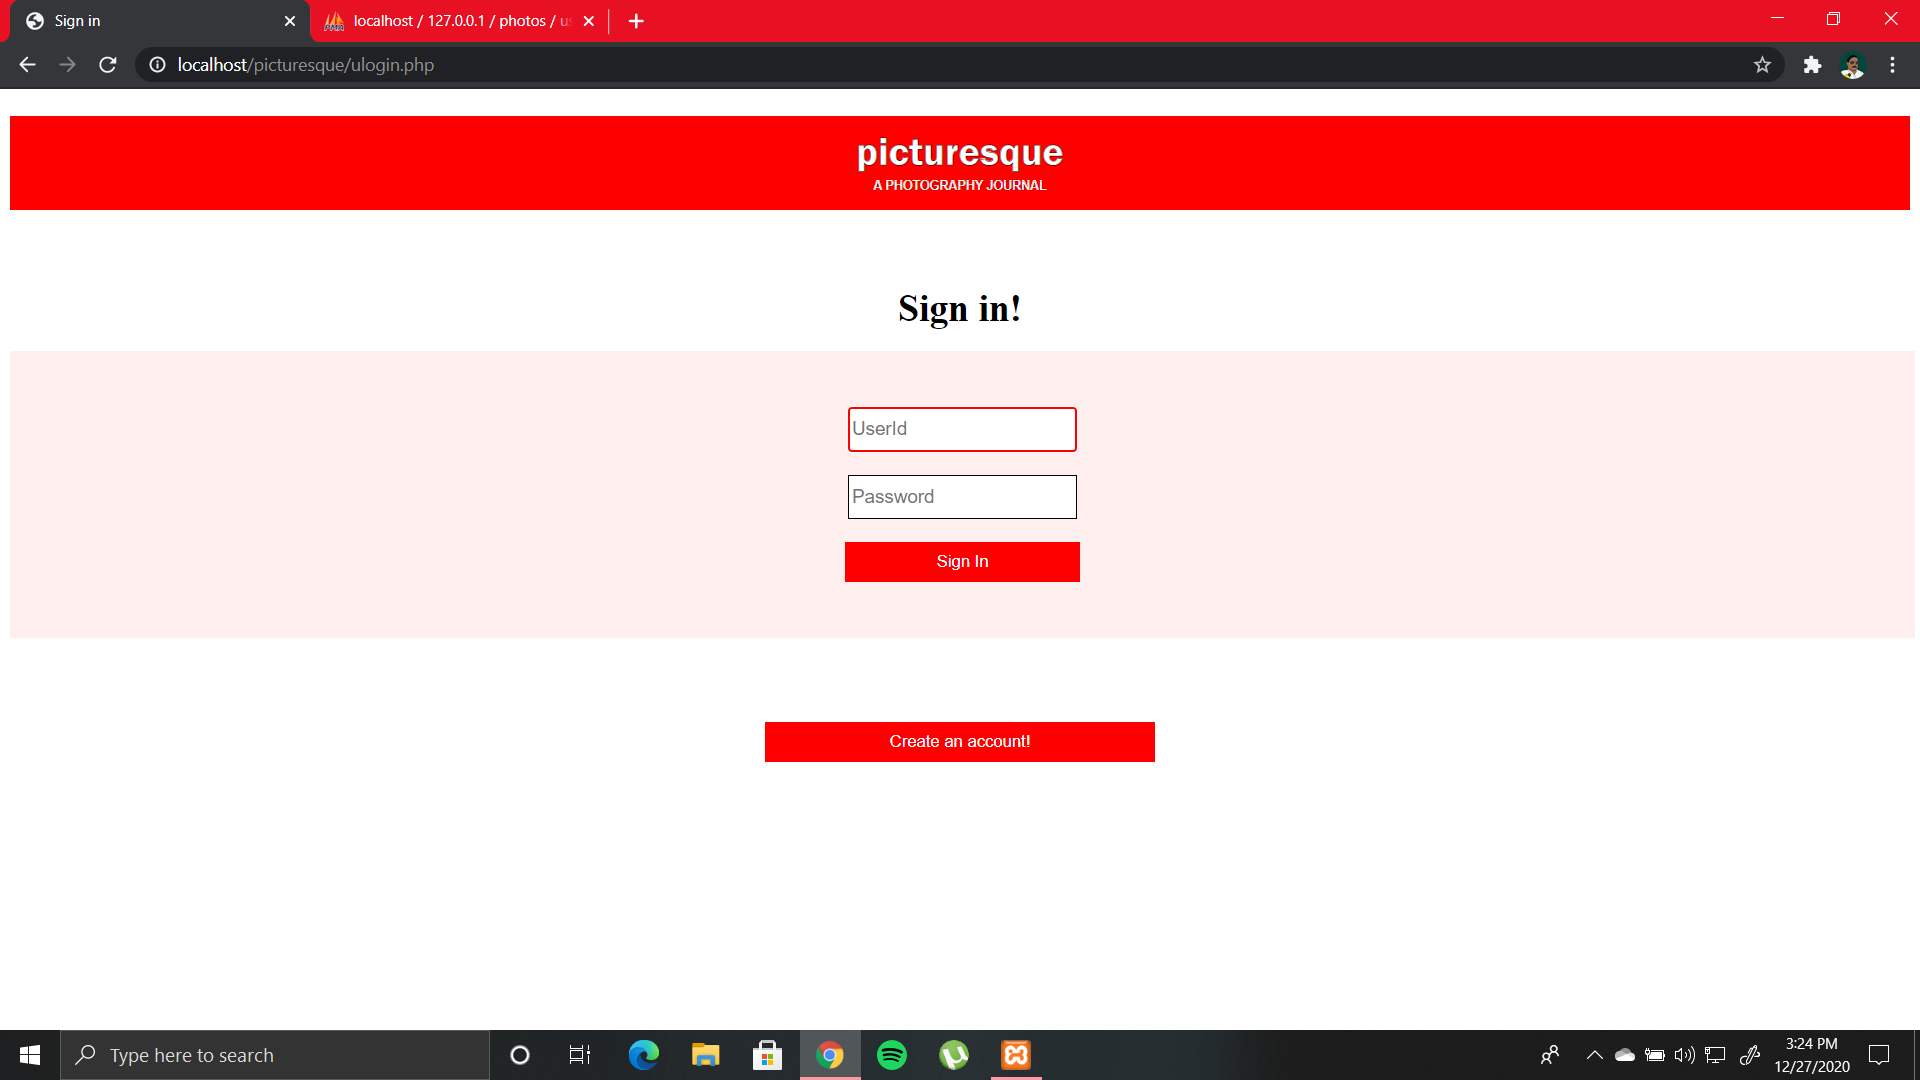 Sign in
localhost / 127.0.0.1 / photos /
localhost/picturesque/ulogin.php
picturesque
A PHOTOGRAPHY JOURNAL
Sign in!
UserId
Password
Sign In
Create an account!
Type here to search
3:24 PM
12/27/2020